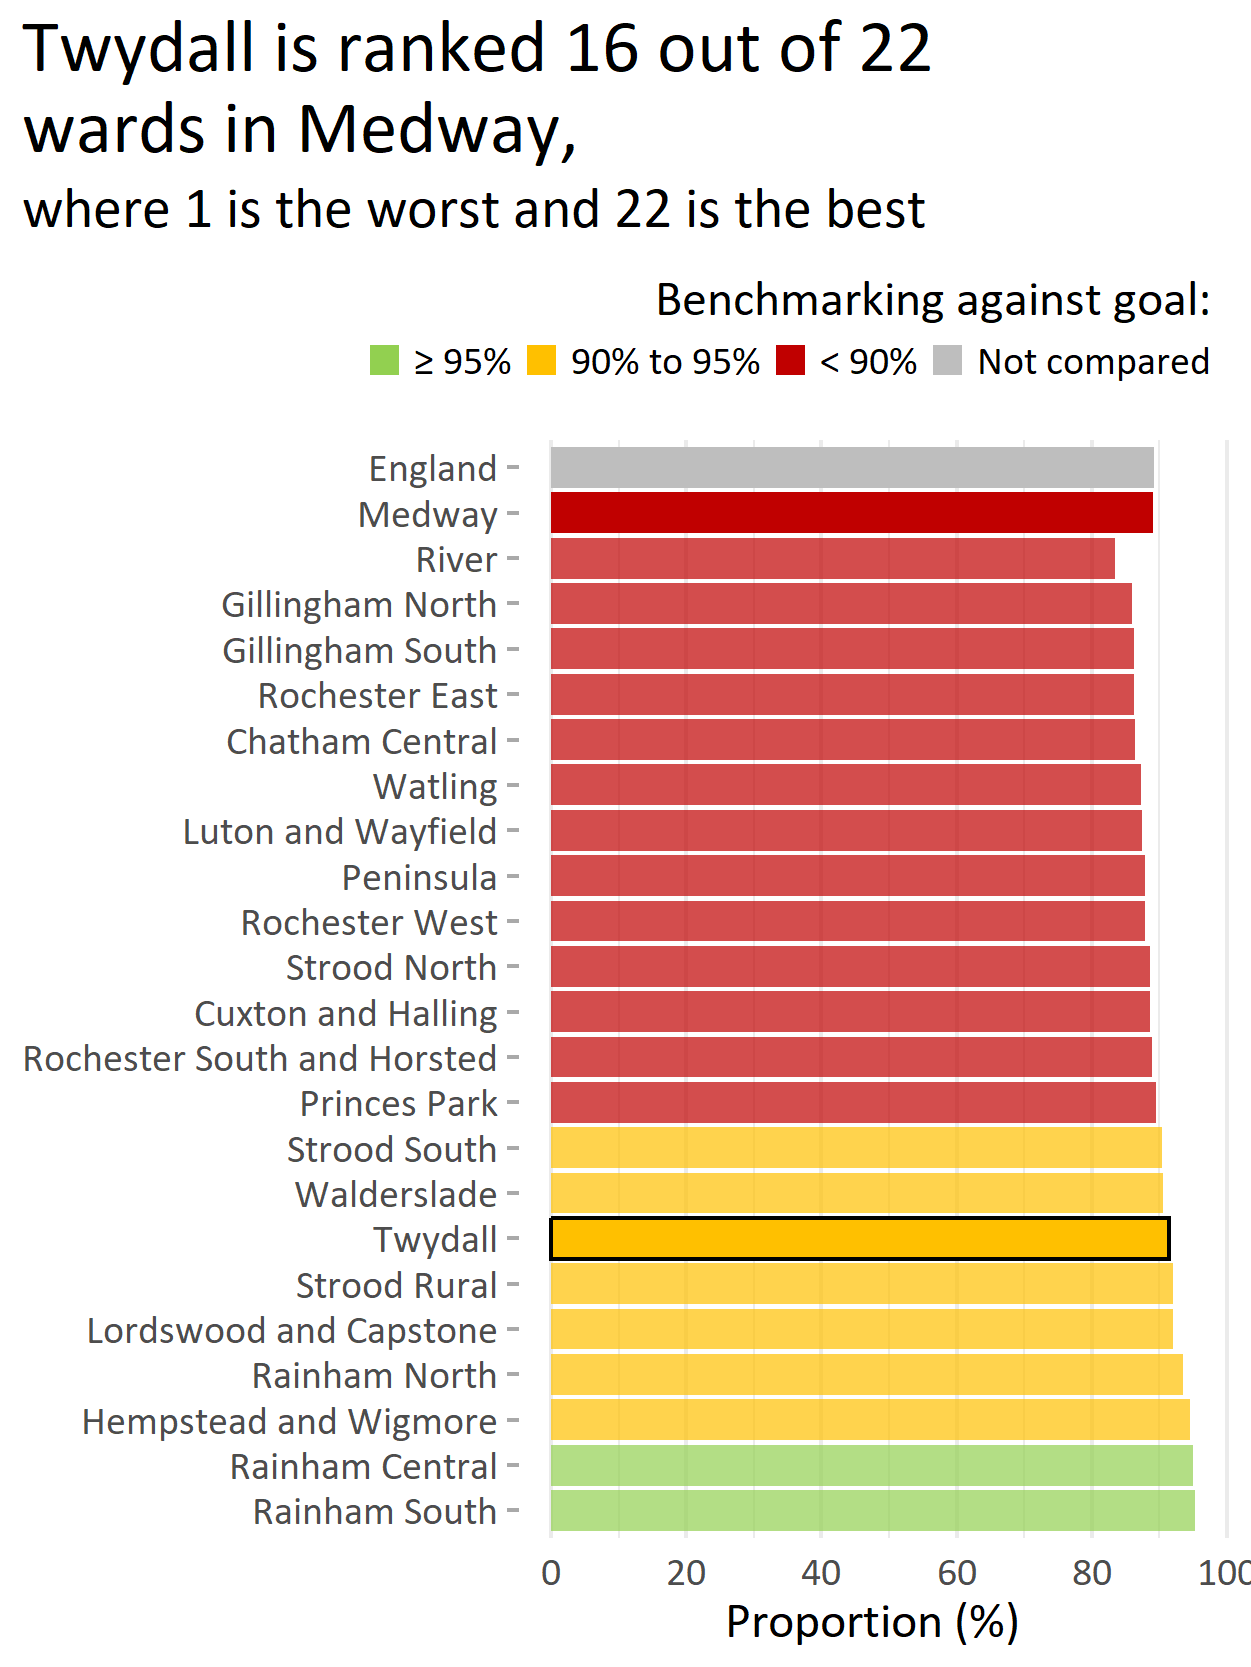 Twydall is ranked 16 out of 22
wards in Medway,
where 1 is the worst and 22 is the best
Benchmarking against goal:
≥ 95% 90% to 95% < 90% Not compared
England
Medway
River
Gillingham North
Gillingham South
Rochester East
Chatham Central
Watling
Luton and Wayfield
Peninsula
Rochester West
Strood North
Cuxton and Halling
Rochester South and Horsted
Princes Park
Strood South
Walderslade
Twydall
Strood Rural
Lordswood and Capstone
Rainham North
Hempstead and Wigmore
Rainham Central
Rainham South
0 20 40 60 80 100
Proportion (%)